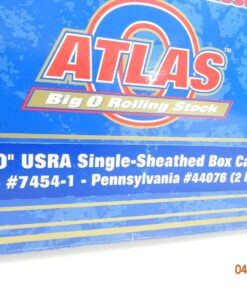 ATLAS
Big O Rolling Stock
0" USRA Single-Sheathed Box Ca
#7454-1 - Pennsylvania #44076 (2
04